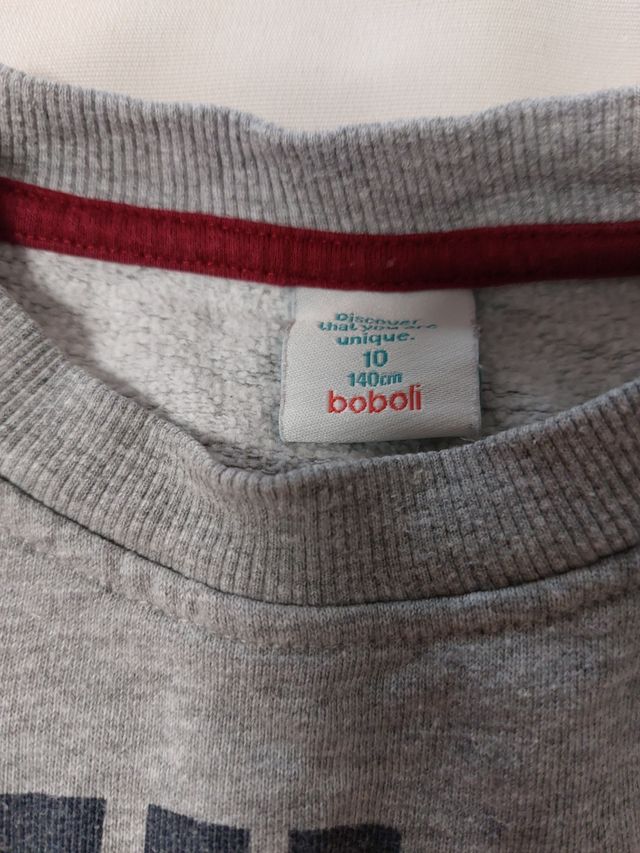 Discover
that you are
unique.
10
140cm
boboli